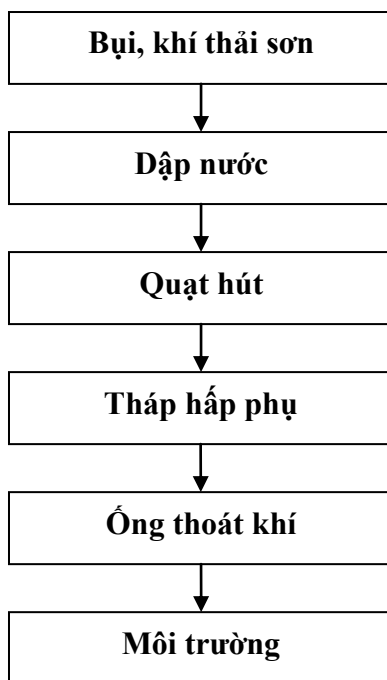 Bụi, khí thải sơn
Dập nước
Quạt hút
Tháp hấp phụ
Ống thoát khí
Môi trường